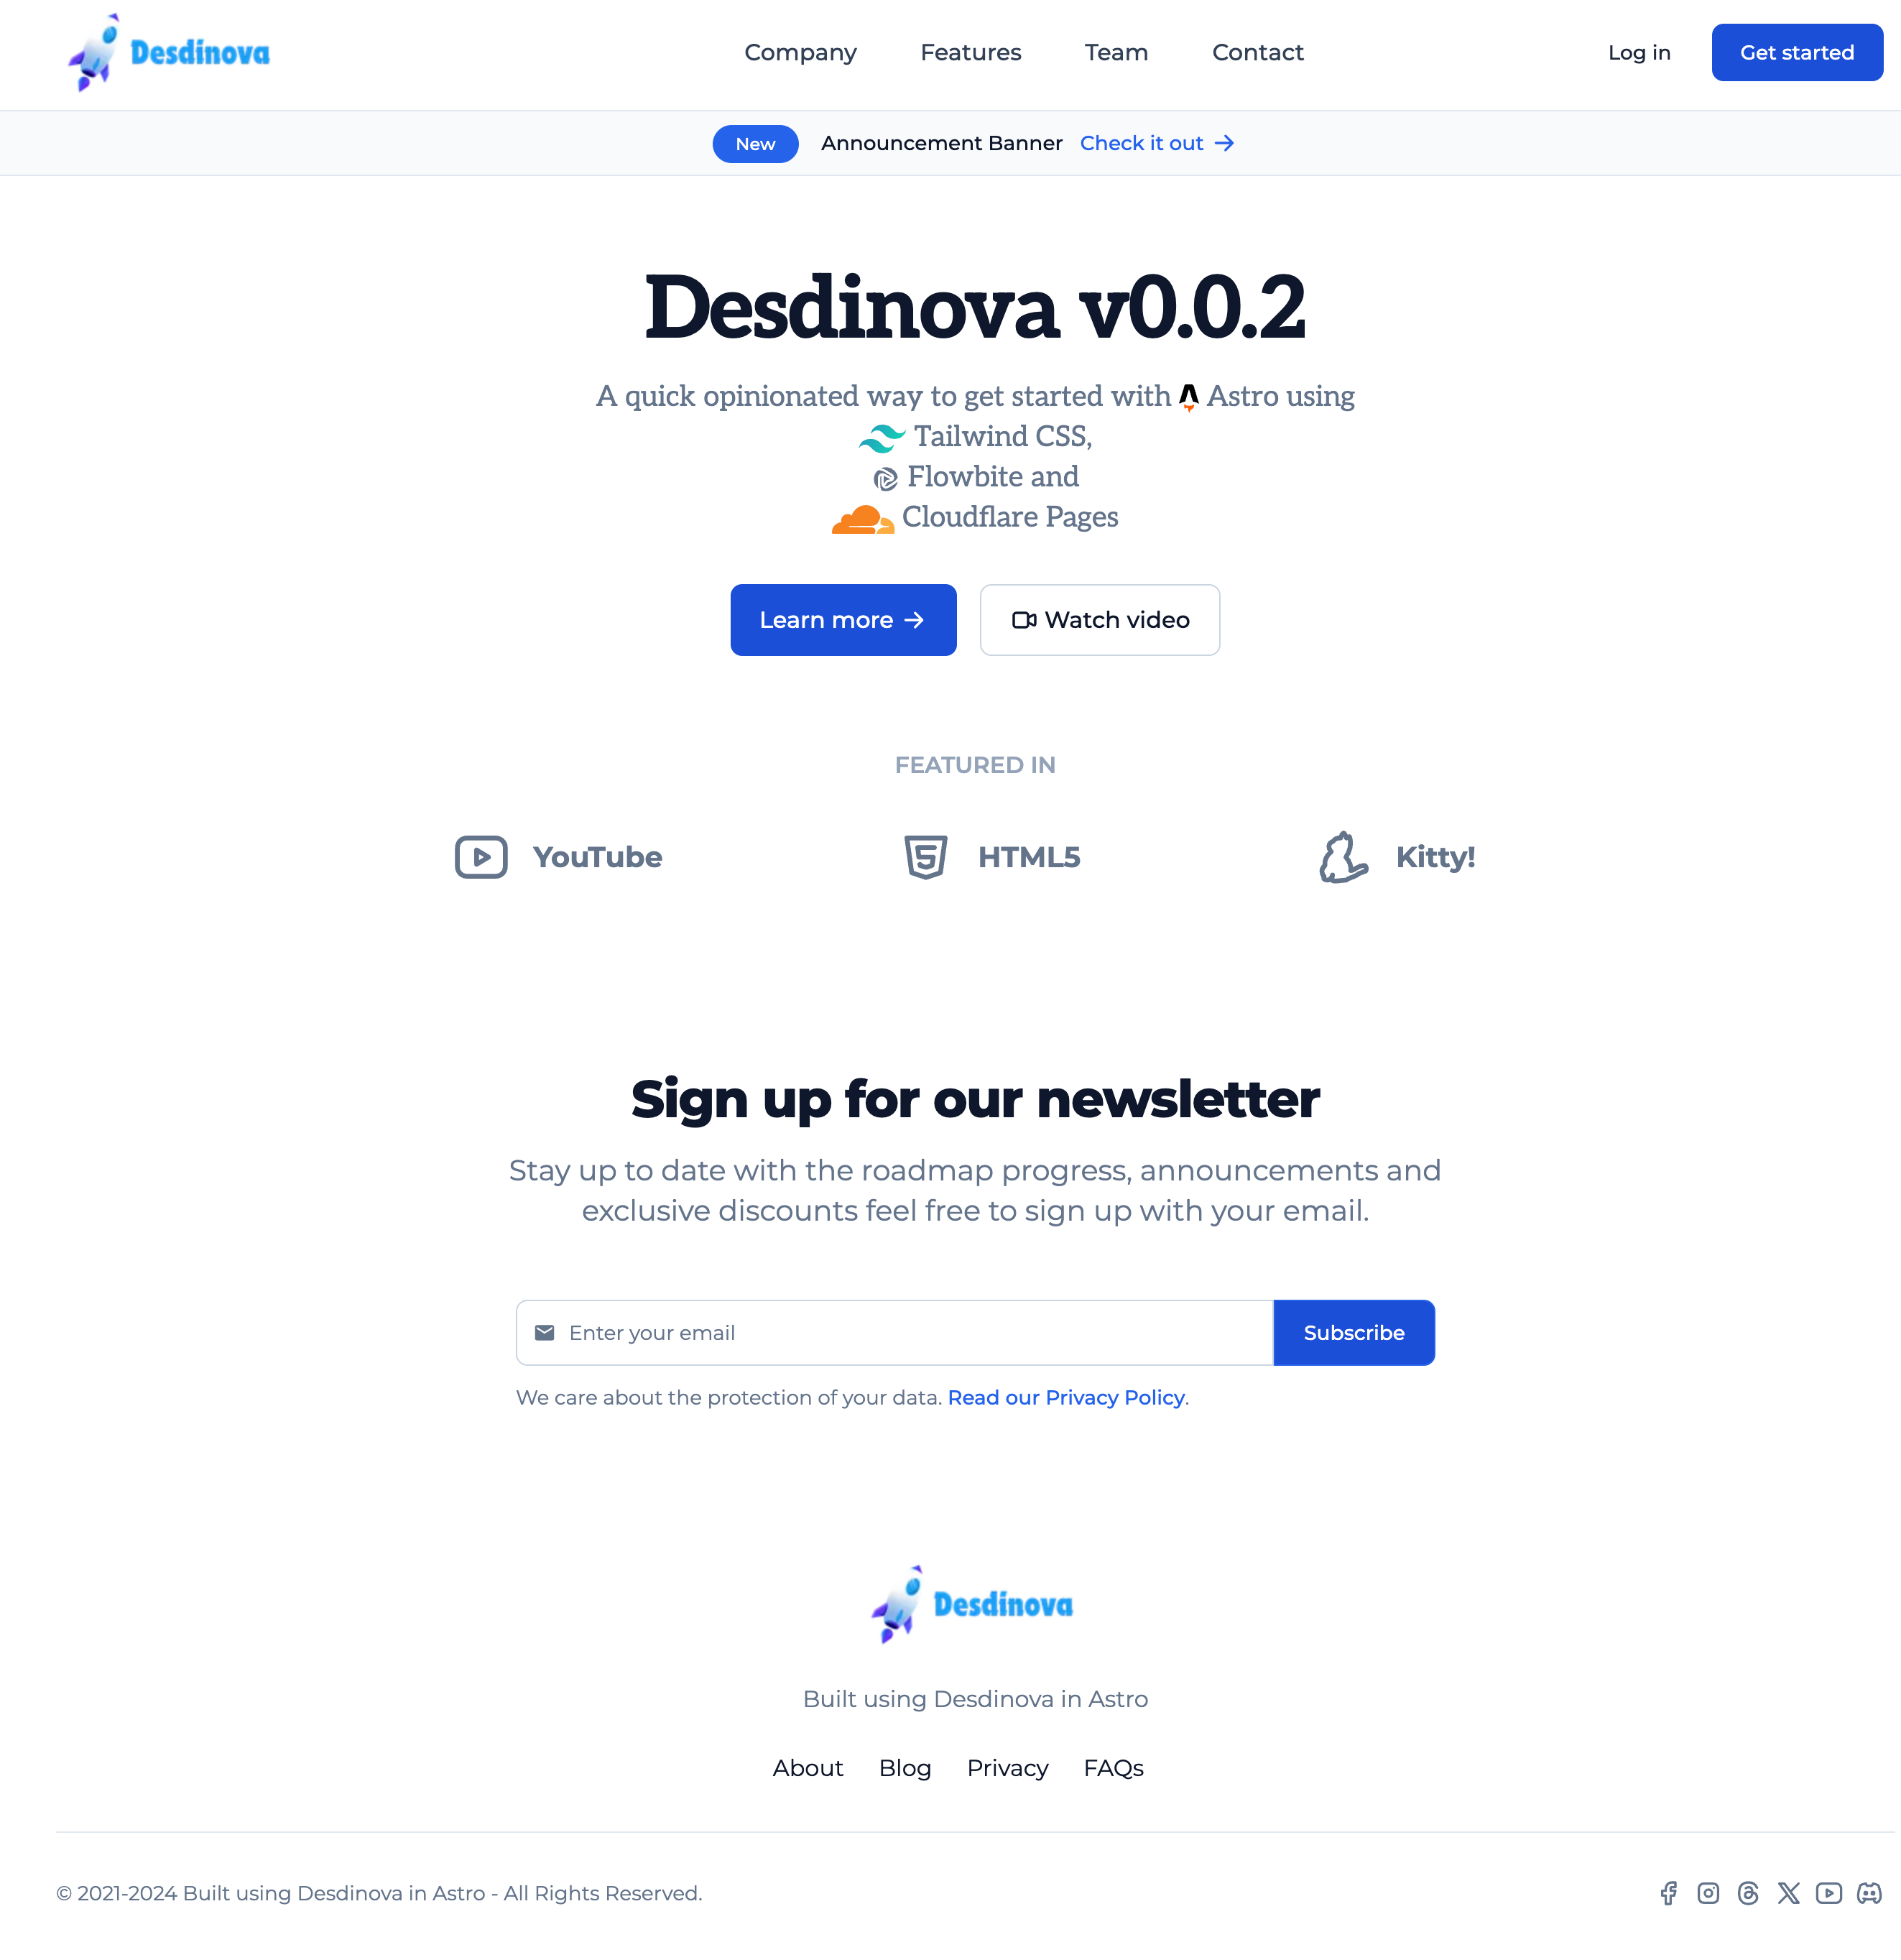 Desdinova
Company Features Team Contact
Log in Get started
New Announcement Banner Check it out →
Desdinova v0.0.2
A quick opinionated way to get started with Astro using
Tailwind CSS,
Flowbite and
Cloudflare Pages
Learn more → Watch video
FEATURED IN
YouTube HTML5 Kitty!
Sign up for our newsletter
Stay up to date with the roadmap progress, announcements and
exclusive discounts feel free to sign up with your email.
Enter your email Subscribe
We care about the protection of your data. Read our Privacy Policy.
Desdinova
Built using Desdinova in Astro
About Blog Privacy FAQs
© 2021-2024 Built using Desdinova in Astro - All Rights Reserved.